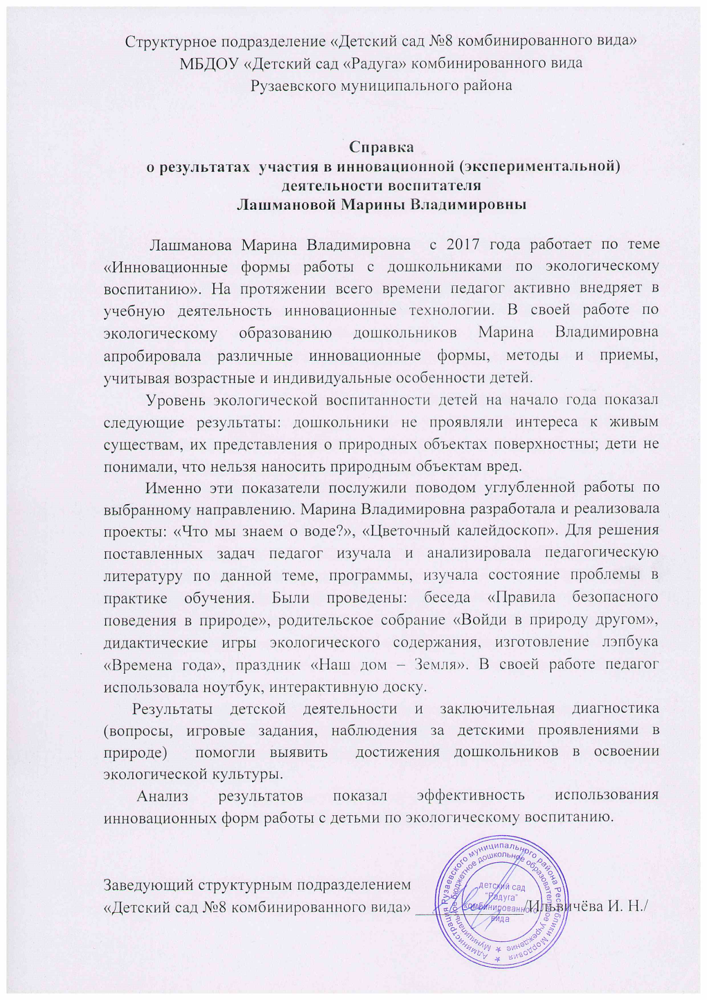 Структурное подразделение «Детский сад №8 комбинированного вида»
МБДОУ «Детский сад «Радуга» комбинированного вида
Рузаевского муниципального района
Справка
о результатах участия в инновационной (экспериментальной)
деятельности воспитателя
Лашмановой Марины Владимировны
Лашманова Марина Владимировна с 2017 года работает по теме
«Инновационные формы работы с дошкольниками по экологическому
воспитанию». На протяжении всего времени педагог активно внедряет в
учебную деятельность инновационные технологии. В своей работе по
экологическому образованию дошкольников Марина Владимировна
апробировала различные инновационные формы, методы и приемы,
учитывая возрастные и индивидуальные особенности детей.
Уровень экологической воспитанности детей на начало года показал
следующие результаты: дошкольники не проявляли интереса к живым
существам, их представления о природных объектах поверхностны; дети не
понимали, что нельзя наносить природным объектам вред.
Именно эти показатели послужили поводом углубленной работы по
выбранному направлению. Марина Владимировна разработала и реализовала
проекты: «Что мы знаем о воде?», «Цветочный калейдоскоп». Для решения
поставленных задач педагог изучала и анализировала педагогическую
литературу по данной теме, программы, изучала состояние проблемы в
практике обучения. Были проведены: беседа «Правила безопасного
поведения в природе», родительское собрание «Войди в природу другом»,
дидактические игры экологического содержания, изготовление лэпбука
«Времена года», праздник «Наш дом – Земля». В своей работе педагог
использовала ноутбук, интерактивную доску.
Результаты детской деятельности и заключительная диагностика
(вопросы, игровые задания, наблюдения за детскими проявлениями в
природе) помогли выявить достижения дошкольников в освоении
экологической культуры.
Анализ результатов показал эффективность использования
инновационных форм работы с детьми по экологическому воспитанию.
Заведующий структурным подразделением
«Детский сад №8 комбинированного вида» ____________ /Ильвичёва И. Н./
Администрация Рузаевского муниципального района Республики Мордовия
Муниципальное бюджетное дошкольное образовательное учреждение
детский сад
"Радуга"
комбинированного
вида